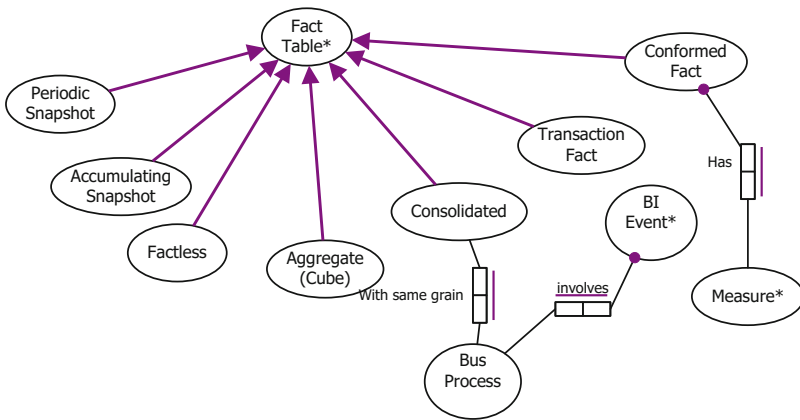 Fact
Table*
Conformed
Fact
Periodic
Snapshot
Transaction
Fact
Has
Accumulating
Snapshot
Consolidated
BI
Event*
Factless
Aggregate
(Cube)
With same grain
involves
Measure*
Bus
Process